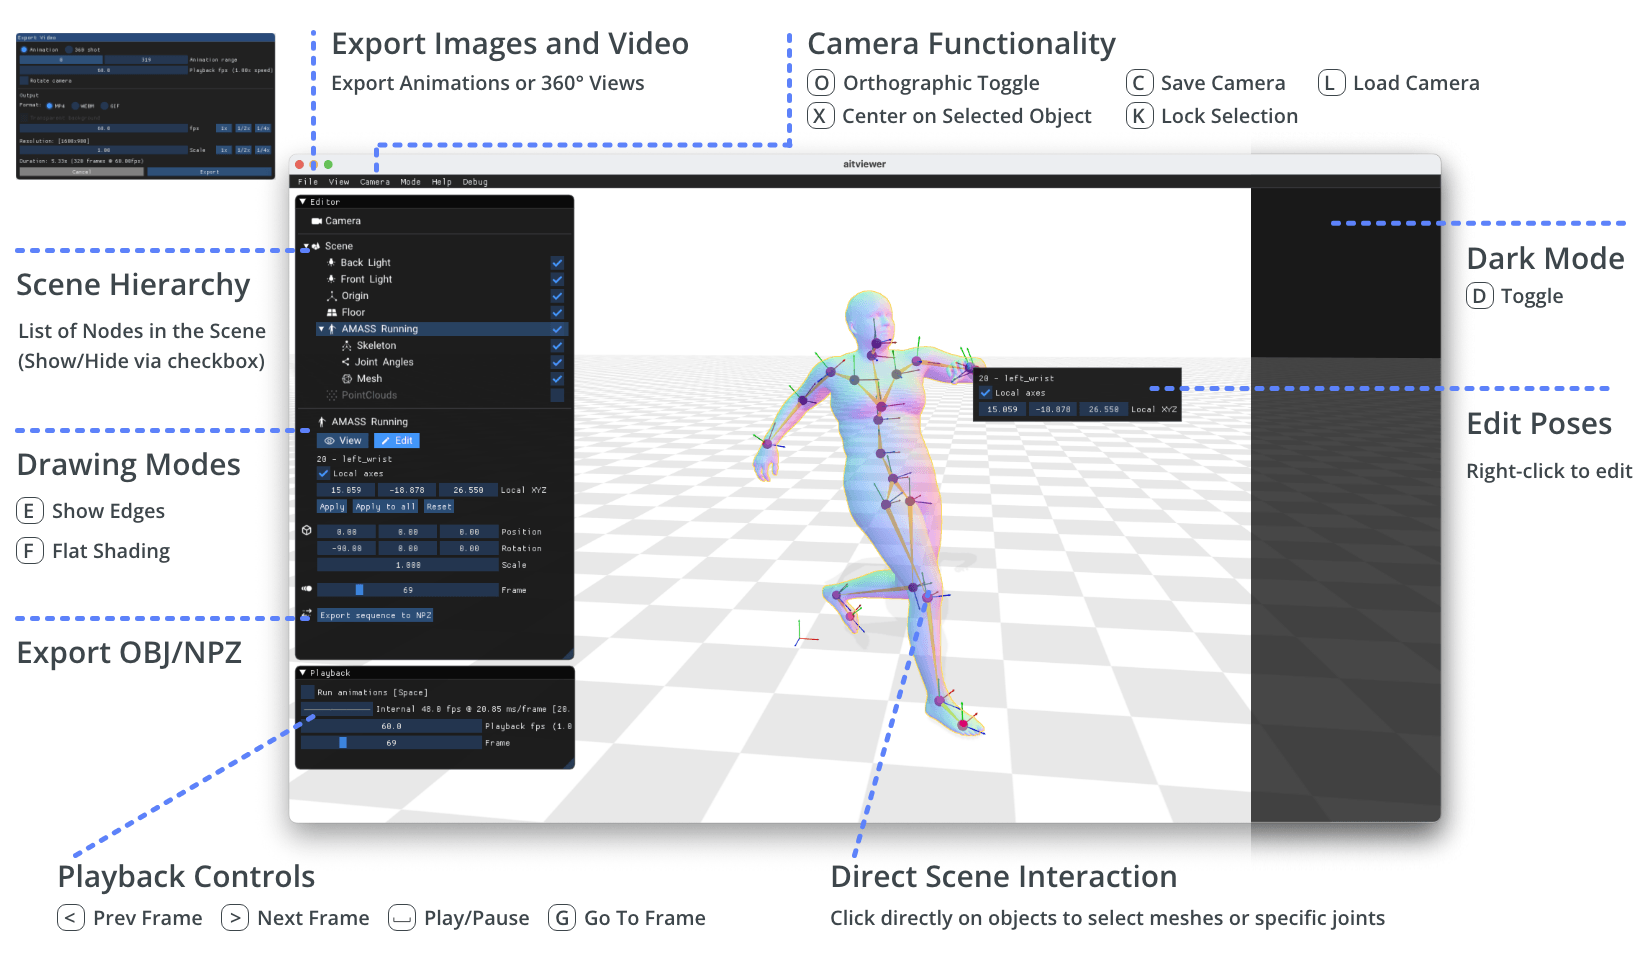 Export Video
Animation 360 shot
0 319 Animation range
60.0 Playback fps (1.00x speed)
Rotate camera
Output
Format: MP4 WEBM GIF
Transparent background
60.0 fps 1x 1/2x 1/4x
Resolution: [1600x900]
1.00 Scale 1x 1/2x 1/4x
Duration: 5.33s (320 frames @ 60.00fps)
Cancel Export
Export Images and Video
Export Animations or 360° Views
Camera Functionality
O Orthographic Toggle C Save Camera L Load Camera
X Center on Selected Object K Lock Selection
aitviewer
File View Camera Mode Help Debug
Editor
Camera
Scene
Back Light
Front Light
Origin
Floor
AMASS Running
Skeleton
Joint Angles
Mesh
PointClouds
AMASS Running
View Edit
20 - left_wrist
Local axes
15.059 -18.878 26.550 Local XYZ
Apply Apply to all Reset
0.00 0.00 0.00 Position
-90.00 0.00 0.00 Rotation
1.000 Scale
69 Frame
Export sequence to NPZ
Playback
Run animations [Space]
Internal 48.0 fps @ 20.85 ms/frame [20.
60.0 Playback fps (1.0
69 Frame
20 - left_wrist
Local axes
15.059 -18.878 26.550 Local XYZ
Scene Hierarchy
List of Nodes in the Scene
(Show/Hide via checkbox)
Drawing Modes
E Show Edges
F Flat Shading
Export OBJ/NPZ
Dark Mode
D Toggle
Edit Poses
Right-click to edit
Playback Controls
< Prev Frame > Next Frame Play/Pause G Go To Frame
Direct Scene Interaction
Click directly on objects to select meshes or specific joints